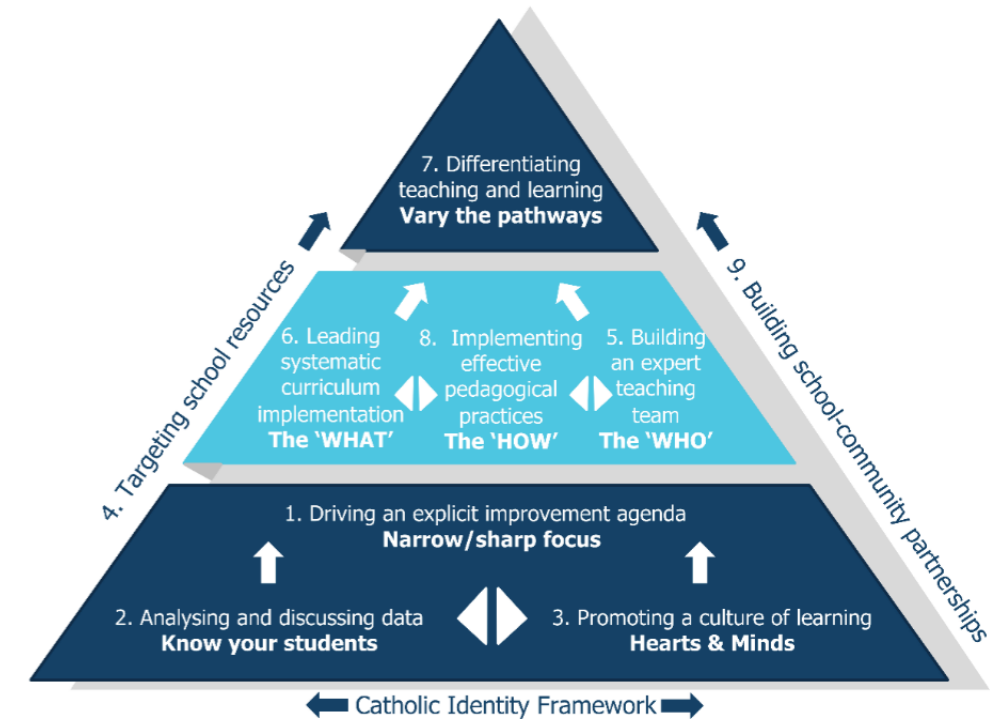 7. Differentiating
teaching and learning
Vary the pathways
4. Targeting school resources
9. Building school-community partnerships
6. Leading
systematic
curriculum
implementation
The ‘WHAT’
8. Implementing
effective
pedagogical
practices
The ‘HOW’
5. Building
an expert
teaching
team
The ‘WHO’
1. Driving an explicit improvement agenda
Narrow/sharp focus
2. Analysing and discussing data
Know your students
3. Promoting a culture of learning
Hearts & Minds
Catholic Identity Framework